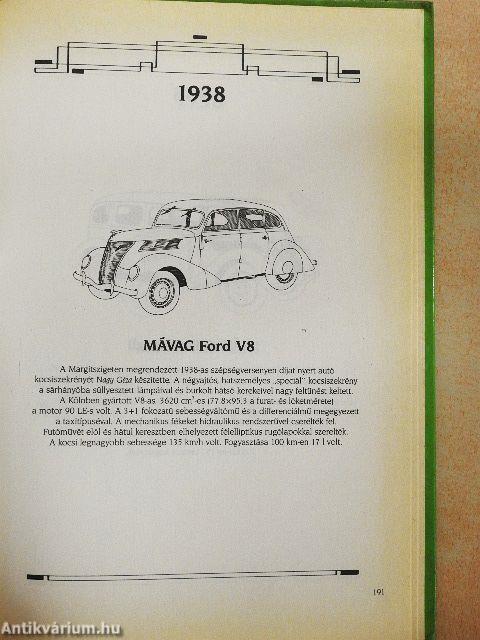 1938
MÁVAG Ford V8
A Margitszigeten megrendezett 1938-as szépségversenyen díjat nyert autó
kocsiszekrényét Nagy Géza készítette. A négyajtós, hatszemélyes „speciál" kocsiszekrény
a sárhányóba süllyesztett lámpáival és burkolt hátsó kerekeivel nagy feltűnést keltett.
A Kölnben gyártott V8-as, 3620 cm³-es (77.8×95.3 a furat- és löketmérete)
a motor 90 LE-s volt. A 3+1 fokozatú sebességváltómű és a differenciálmű megegyezett
a taxitípuséval. A mechanikus fékeket hidraulikus rendszerűvel cserélték fel.
Futóművét elöl és hátul keresztben elhelyezett félelliptikus rugólapokkal szerelték.
A kocsi legnagyobb sebessége 135 km/h volt. Fogyasztása 100 km-en 17 l volt.
191
Antikvárium.hu